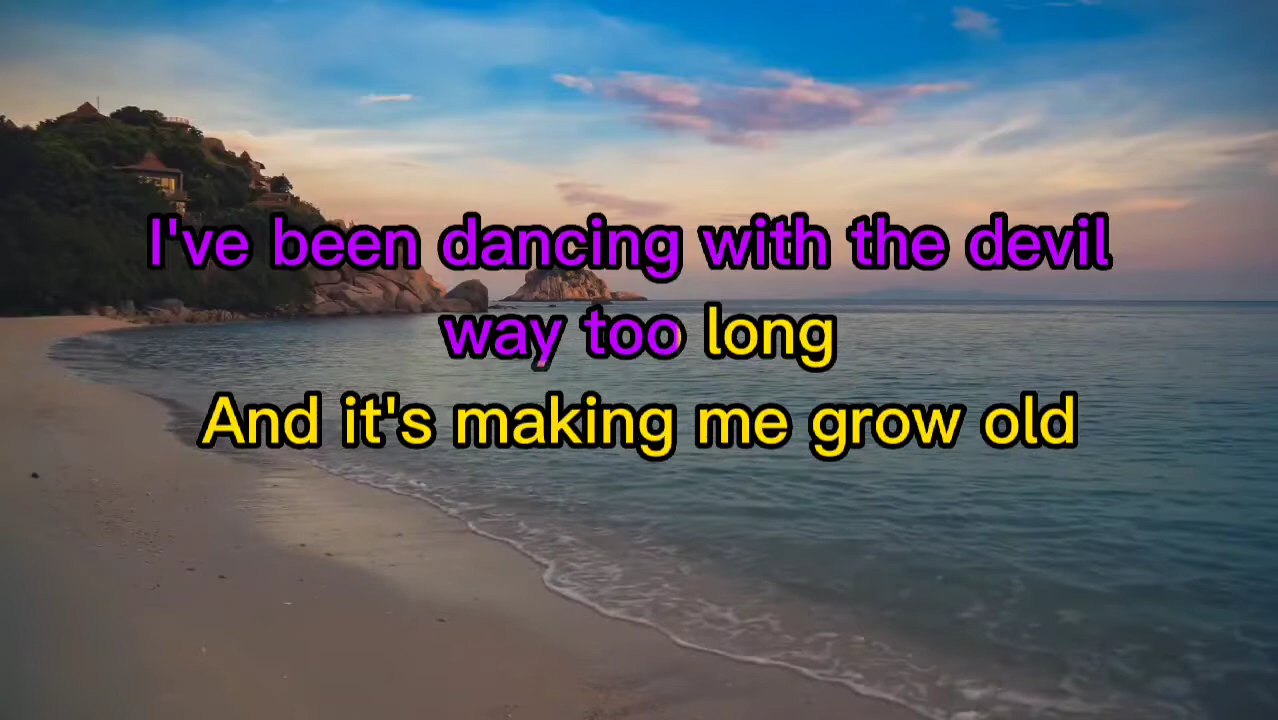 I've been dancing with the devil
way too long
And it's making me grow old